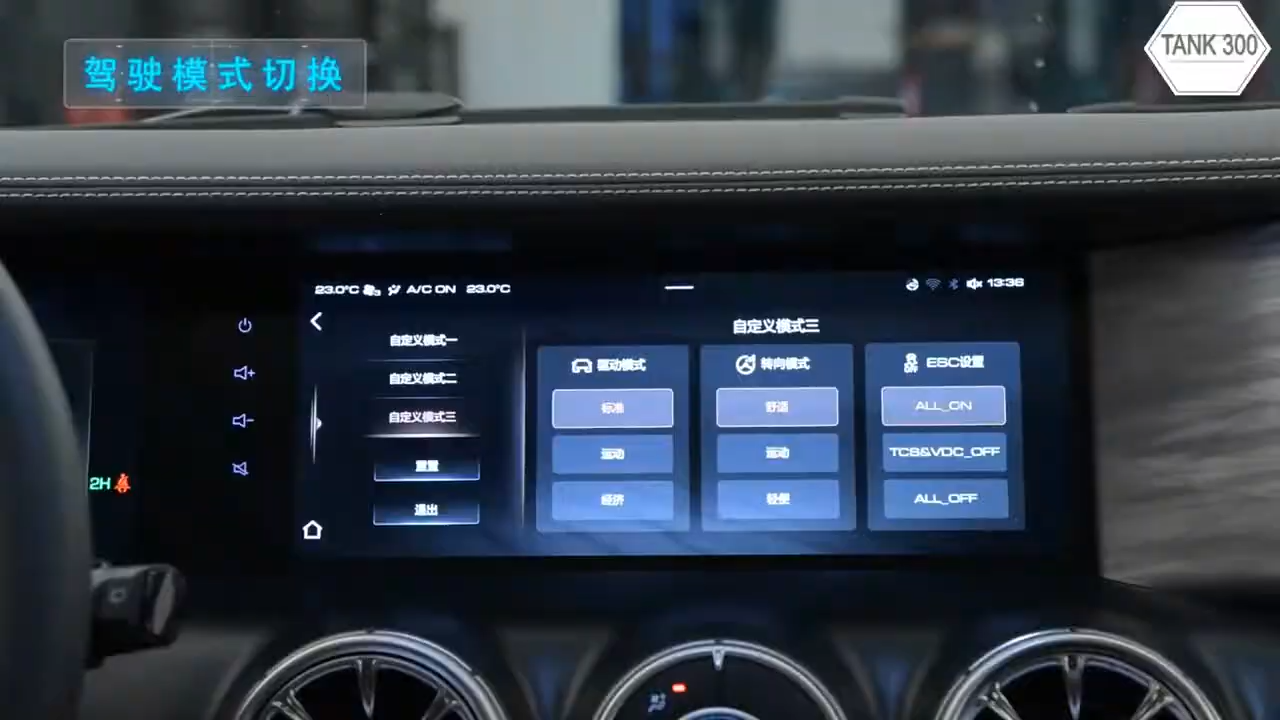 驾驶模式切换
TANK 300
23.0°C A/C ON 23.0°C
13:36
自定义模式一
自定义模式二
自定义模式三
重置
退出
自定义模式三
驱动模式
标准
运动
经济
转向模式
舒适
运动
轻便
OFF
ESC设置
ALL_ON
TCS&VDC_OFF
ALL_OFF
2H